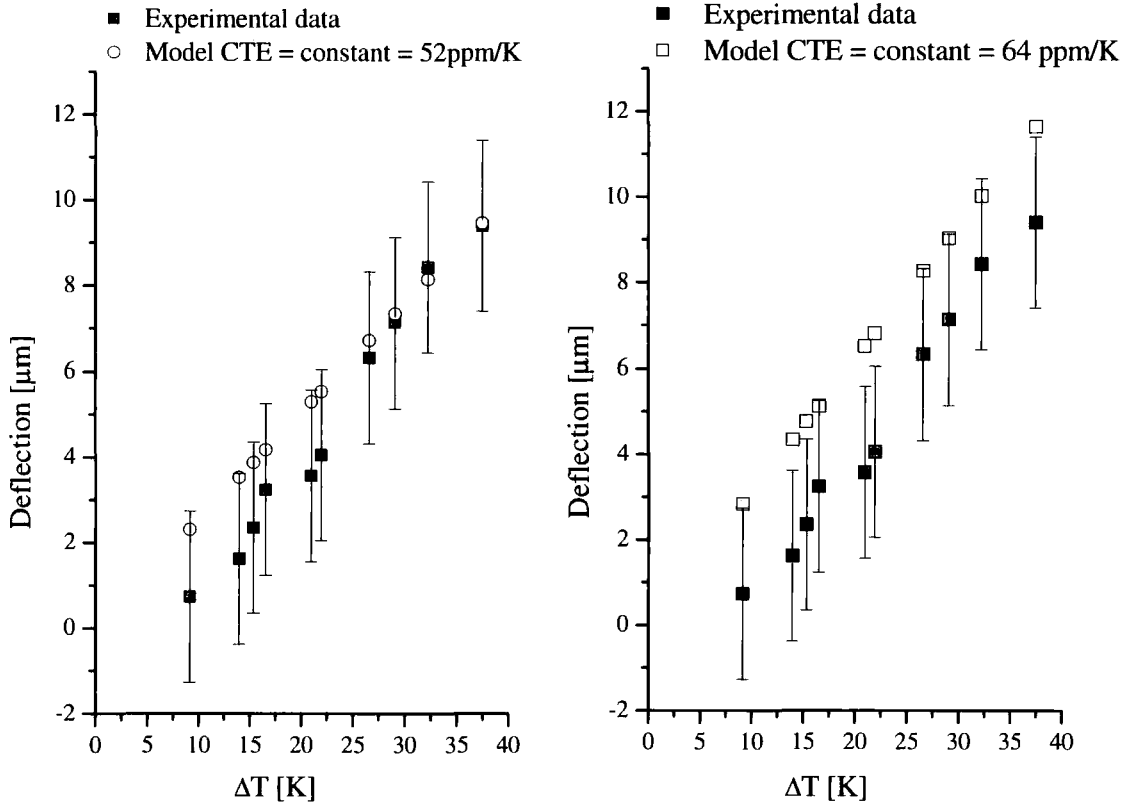 Experimental data
Model CTE = constant = 52ppm/K
12
10
8
6
4
2
0
-2
0 5 10 15 20 25 30 35 40
Deflection [μm]
ΔT [K]
Experimental data
Model CTE = constant = 64 ppm/K
12
10
8
6
4
2
0
-2
0 5 10 15 20 25 30 35 40
Deflection [μm]
ΔT [K]